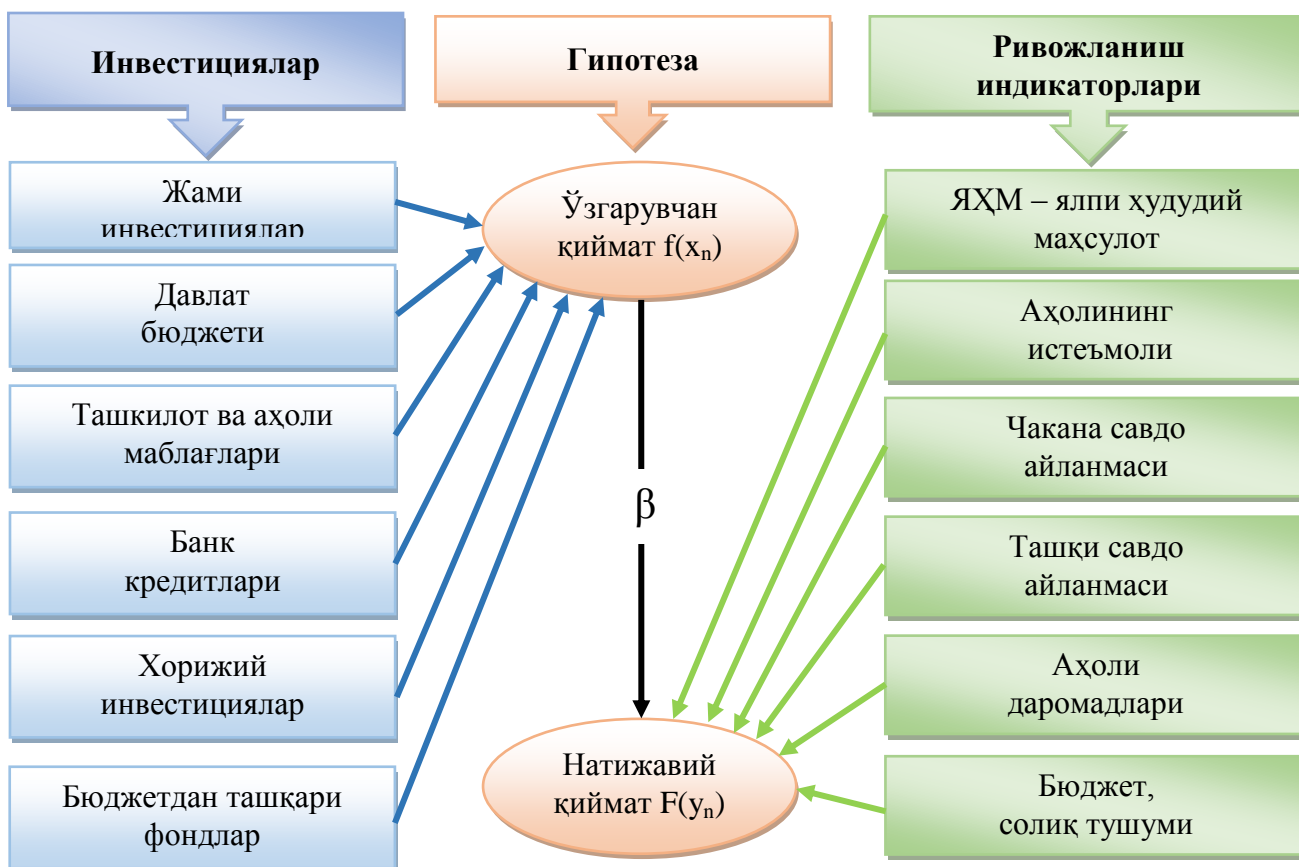 Инвестициялар
Жами
инвестициялар
Давлат
бюджети
Ташкилот ва аҳоли
маблағлари
Банк
кредитлари
Хорижий
инвестициялар
Бюджетдан ташқари
фондлар
Гипотеза
Ўзгарувчан
қиймат f(xₙ)
β
Натижавий
қиймат F(yₙ)
Ривожланиш
индикаторлари
ЯҲМ – ялпи ҳудудий
маҳсулот
Аҳолининг
истеъмоли
Чакана савдо
айланмаси
Ташқи савдо
айланмаси
Аҳоли
даромадлари
Бюджет,
солиқ тушуми